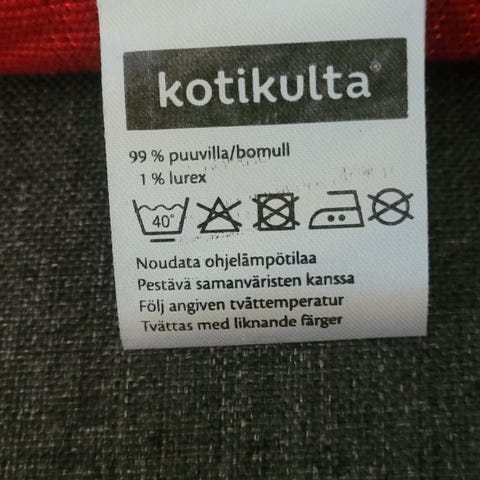 kotikulta®
99 % puuvilla/bomull
1 % lurex
40°
Noudata ohjelämpötilaa
Pestävä samanväristen kanssa
Följ angiven tvättemperatur
Tvättas med liknande färger